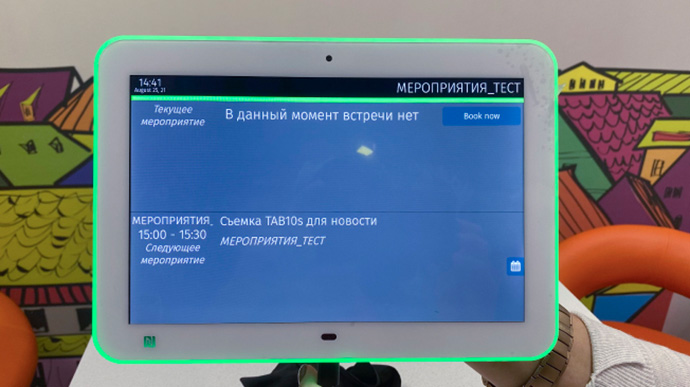 14:41
August 25, 21
МЕРОПРИЯТИЯ_ТЕСТ
Текущее
мероприятие
В данный момент встречи нет
Book now
МЕРОПРИЯТИЯ_
15:00 - 15:30
Следующее
мероприятие
Съемка TAB10s для новости
МЕРОПРИЯТИЯ_ТЕСТ